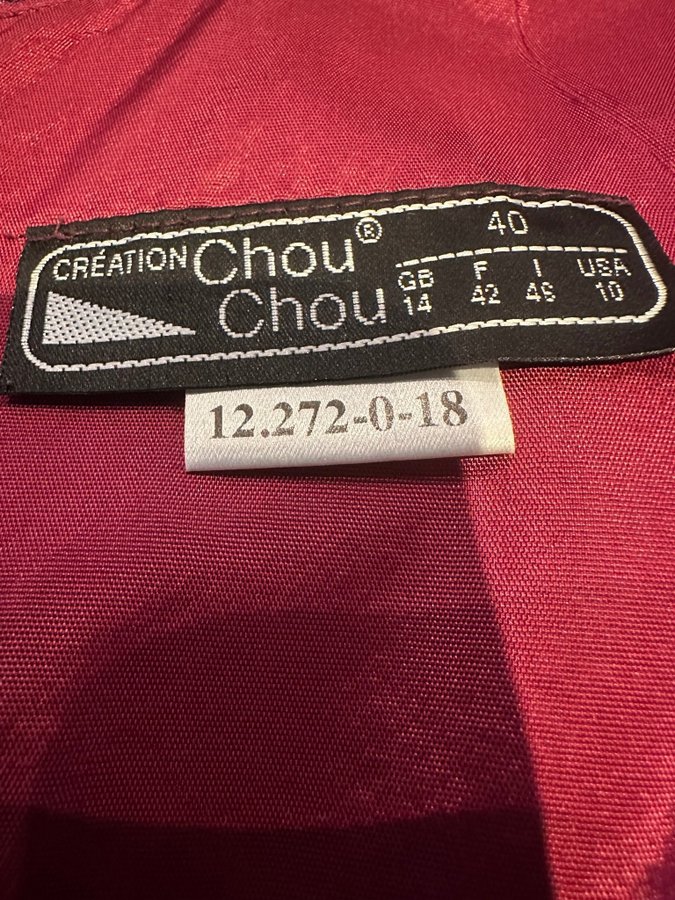 CRÉATION Chou®
Chou
40
GB F I USA
14 42 46 10
12.272-0-18